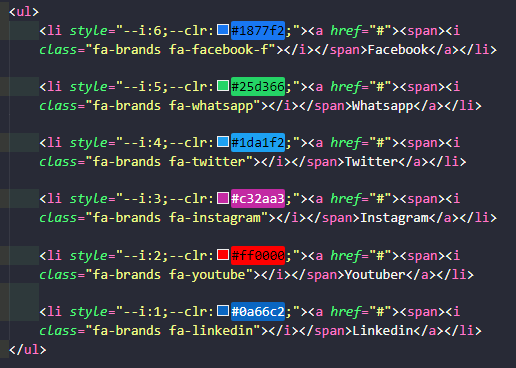 <ul>
<li style="--i:6;--clr:#1877f2;"><a href="#"><span><i
class="fa-brands fa-facebook-f"></i></span>Facebook</a></li>
<li style="--i:5;--clr:#25d366;"><a href="#"><span><i
class="fa-brands fa-whatsapp"></i></span>Whatsapp</a></li>
<li style="--i:4;--clr:#1da1f2;"><a href="#"><span><i
class="fa-brands fa-twitter"></i></span>Twitter</a></li>
<li style="--i:3;--clr:#c32aa3;"><a href="#"><span><i
class="fa-brands fa-instagram"></i></span>Instagram</a></li>
<li style="--i:2;--clr:#ff0000;"><a href="#"><span><i
class="fa-brands fa-youtube"></i></span>Youtuber</a></li>
<li style="--i:1;--clr:#0a66c2;"><a href="#"><span><i
class="fa-brands fa-linkedin"></i></span>Linkedin</a></li>
</ul>